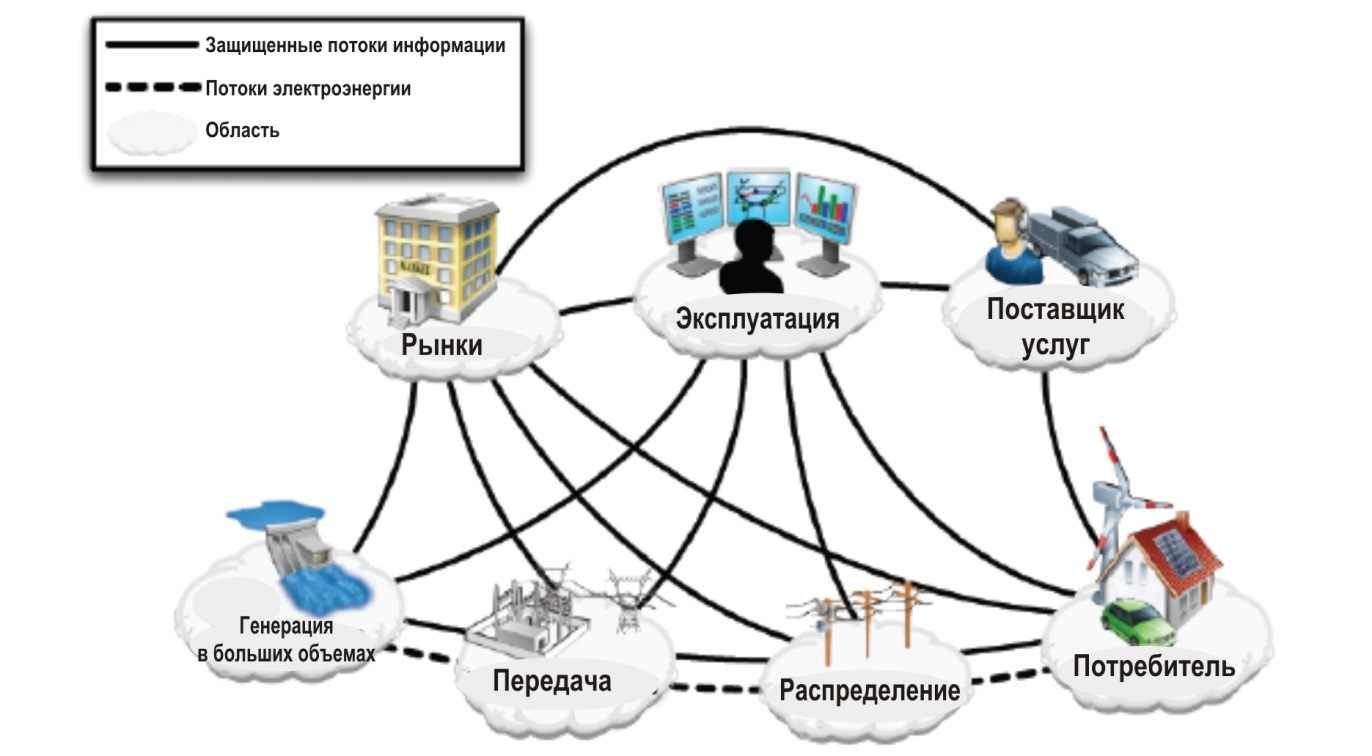 Защищенные потоки информации
Потоки электроэнергии
Область
Рынки
Эксплуатация
Поставщик
услуг
Генерация
в больших объемах
Передача
Распределение
Потребитель